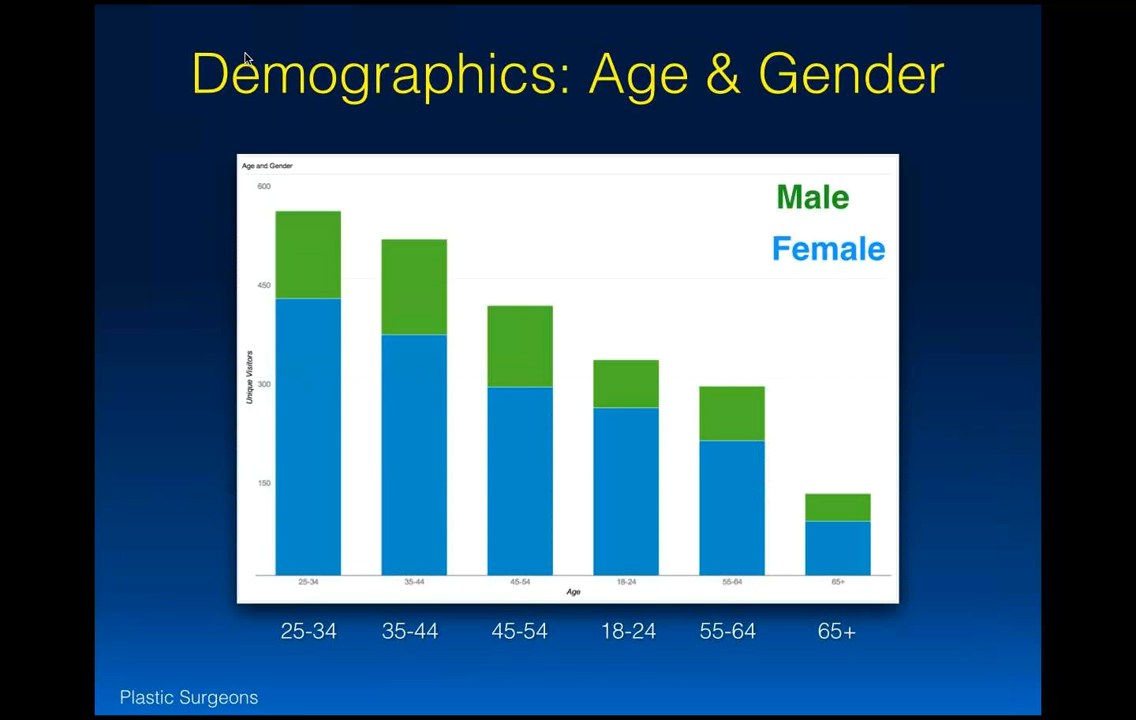 Demographics: Age & Gender
Age and Gender
Male
Female
600
450
300
150
Unique Visitors
25-34 35-44 45-54 18-24 55-64 65+
Age
25-34 35-44 45-54 18-24 55-64 65+
Plastic Surgeons